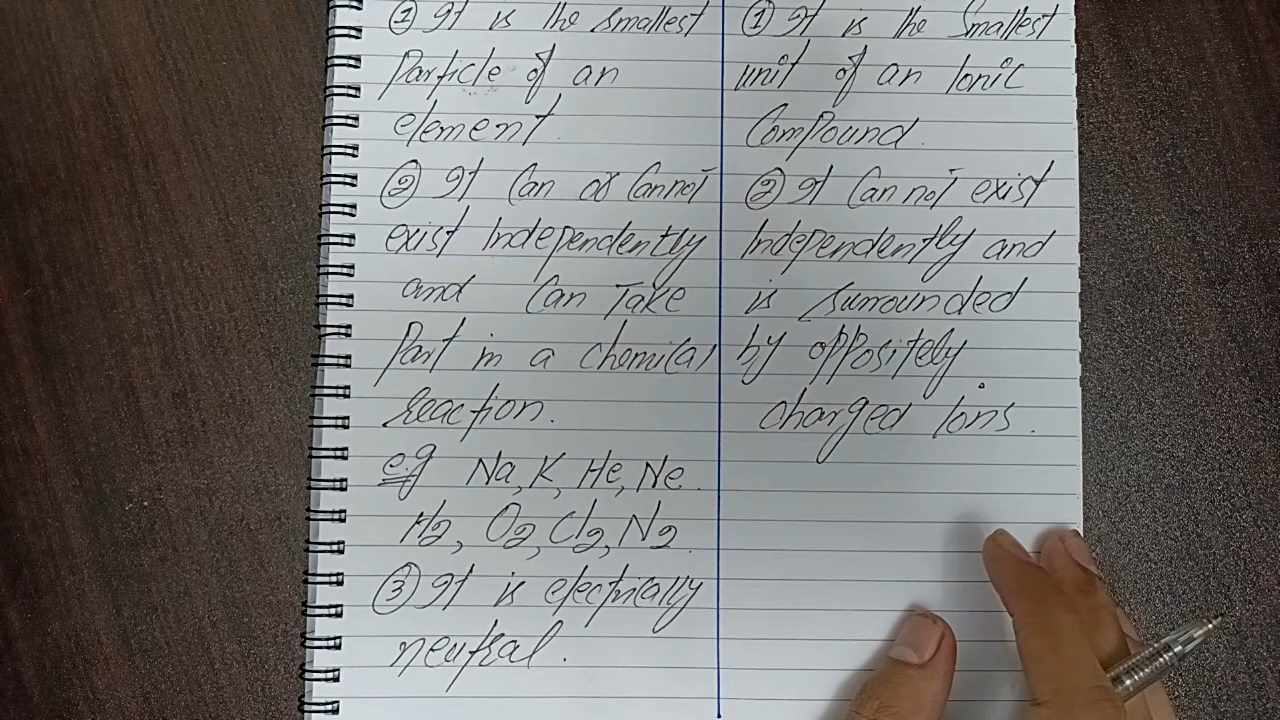 ① It is the smallest
Particle of an
element.
② It Can or Cannot
exist Independently
and Can Take
Part in a chemical
reaction.
e.g Na, K, He, Ne.
H2, O2, Cl2, N2.
③ It is electrically
neutral.
① It is the Smallest
unit of an Ionic
Compound.
② It Can not exist
Independently and
is surrounded
by oppositely
charged Ions.